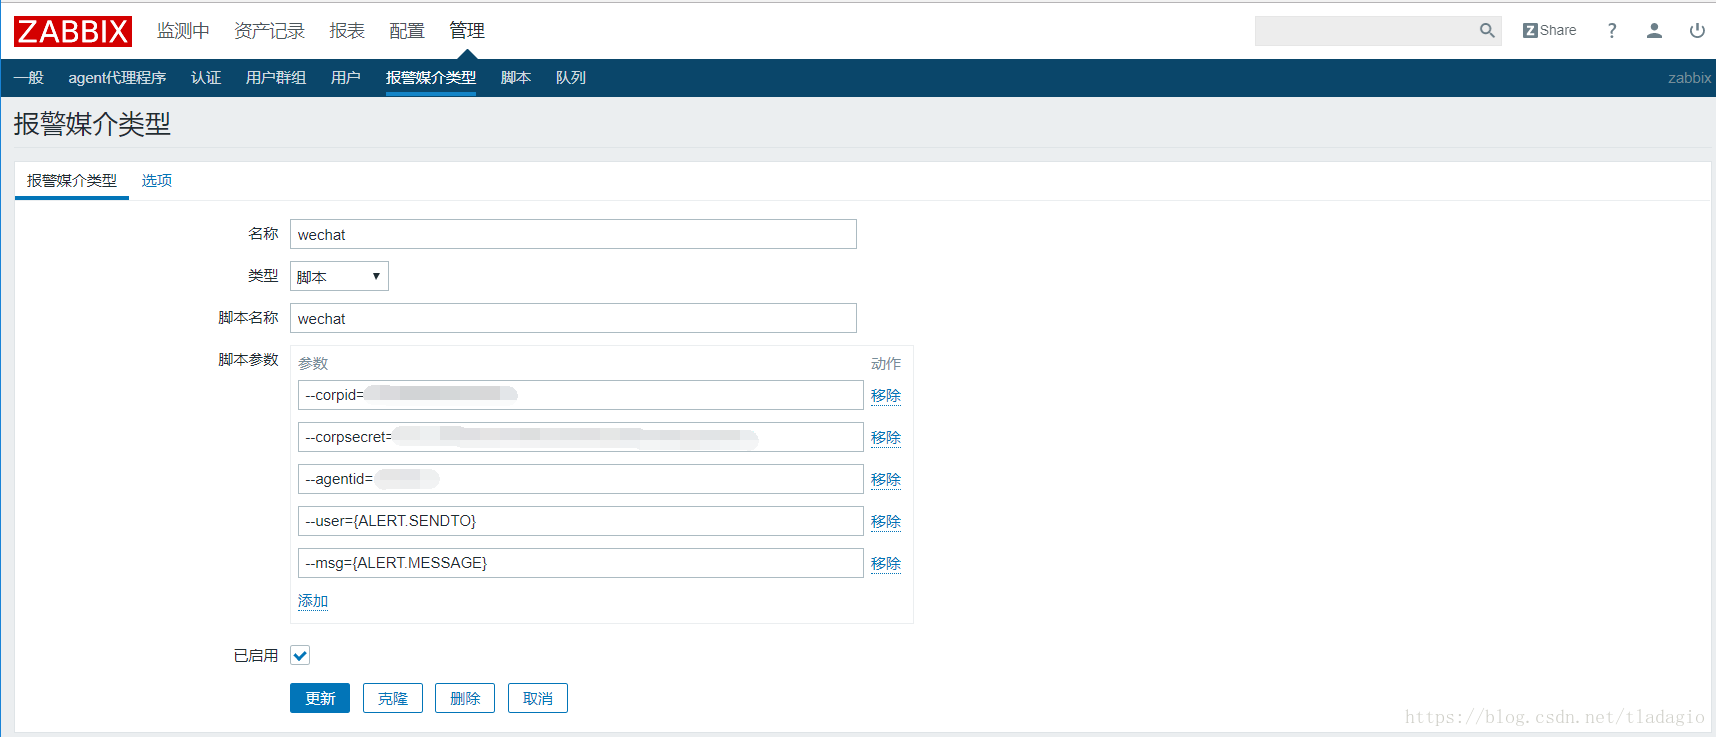 ZABBIX 监测中 资产记录 报表 配置 管理 Z Share ?
一般 agent代理程序 认证 用户群组 用户 报警媒介类型 脚本 队列 zabbix
报警媒介类型
报警媒介类型 选项
名称 wechat
类型 脚本
脚本名称 wechat
脚本参数 参数 动作
--corpid= 移除
--corpsecret= 移除
--agentid= 移除
--user={ALERT.SENDTO} 移除
--msg={ALERT.MESSAGE} 移除
添加
已启用
更新 克隆 删除 取消
https://blog.csdn.net/tladagio